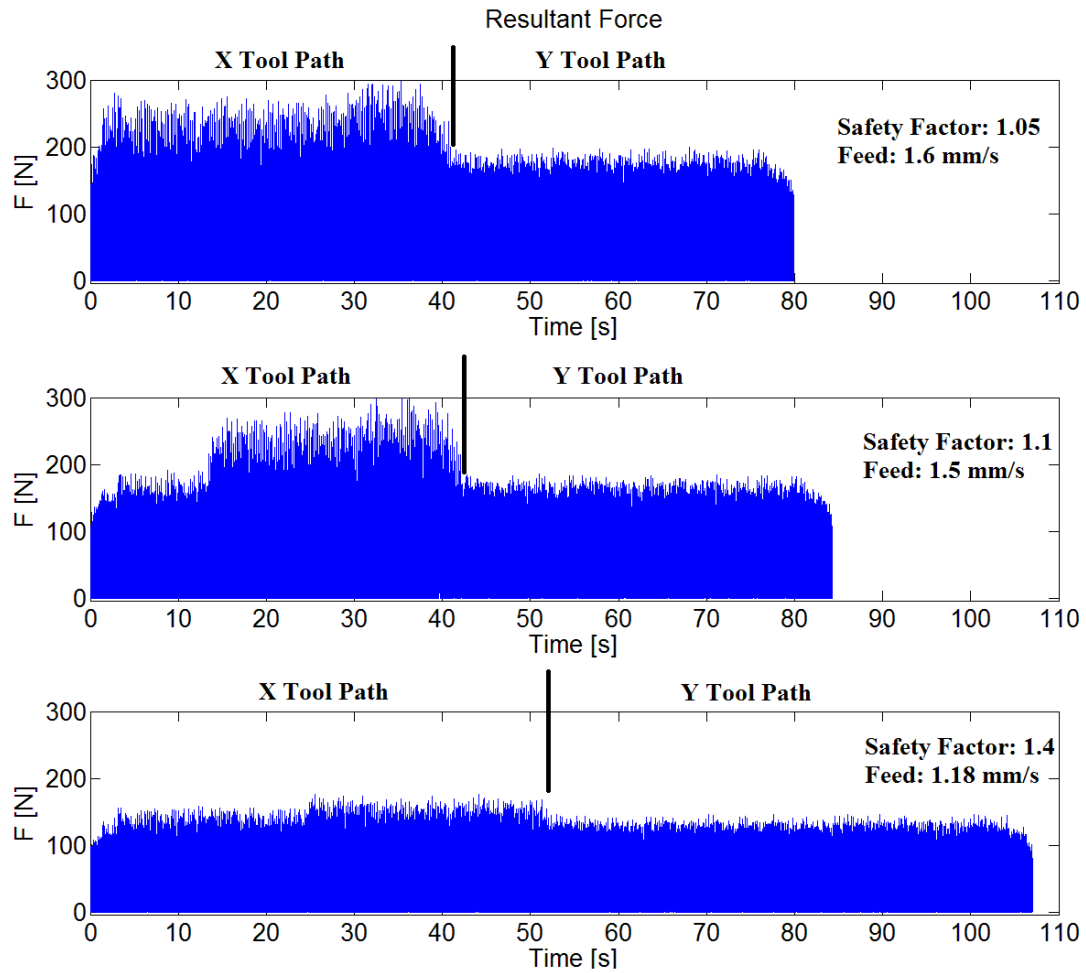 Resultant Force
X Tool Path Y Tool Path
300
200
100
0
F [N]
Safety Factor: 1.05
Feed: 1.6 mm/s
0 10 20 30 40 50 60 70 80 90 100 110
Time [s]
X Tool Path Y Tool Path
300
200
100
0
F [N]
Safety Factor: 1.1
Feed: 1.5 mm/s
0 10 20 30 40 50 60 70 80 90 100 110
Time [s]
X Tool Path Y Tool Path
300
200
100
0
F [N]
Safety Factor: 1.4
Feed: 1.18 mm/s
0 10 20 30 40 50 60 70 80 90 100 110
Time [s]